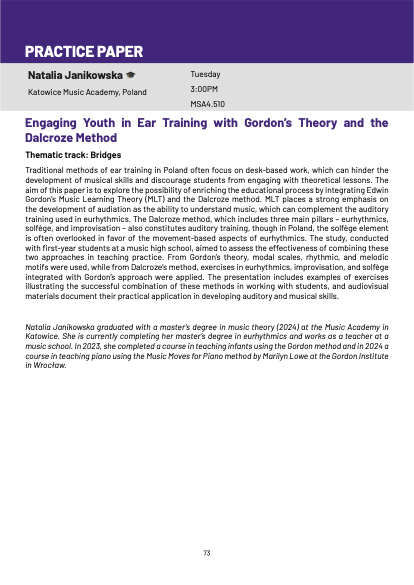 PRACTICE PAPER
Natalia Janikowska 🎓
Katowice Music Academy, Poland
Tuesday
3:00PM
MSA4.510
Engaging Youth in Ear Training with Gordon's Theory and the
Dalcroze Method
Thematic track: Bridges
Traditional methods of ear training in Poland often focus on desk-based work, which can hinder the
development of musical skills and discourage students from engaging with theoretical lessons. The
aim of this paper is to explore the possibility of enriching the educational process by integrating Edwin
Gordon's Music Learning Theory (MLT) and the Dalcroze method. MLT places a strong emphasis on
the development of audiation as the ability to understand music, which can complement the auditory
training used in eurhythmics. The Dalcroze method, which includes three main pillars – eurhythmics,
solfège, and improvisation – also constitutes auditory training, though in Poland, the solfège element
is often overlooked in favor of the movement-based aspects of eurhythmics. The study, conducted
with first-year students at a music high school, aimed to assess the effectiveness of combining these
two approaches in teaching practice. From Gordon's theory, modal scales, rhythmic, and melodic
motifs were used, while from Dalcroze's method, exercises in eurhythmics, improvisation, and solfège
integrated with Gordon's approach were applied. The presentation includes examples of exercises
illustrating the successful combination of these methods in working with students, and audiovisual
materials document their practical application in developing auditory and musical skills.
Natalia Janikowska graduated with a master's degree in music theory (2024) at the Music Academy in
Katowice. She is currently completing her master's degree in eurhythmics and works as a teacher at a
music school. In 2023, she completed a course in teaching infants using the Gordon method and in 2024 a
course in teaching piano using the Music Moves for Piano method by Marilyn Lowe at the Gordon Institute
in Wrocław.
73